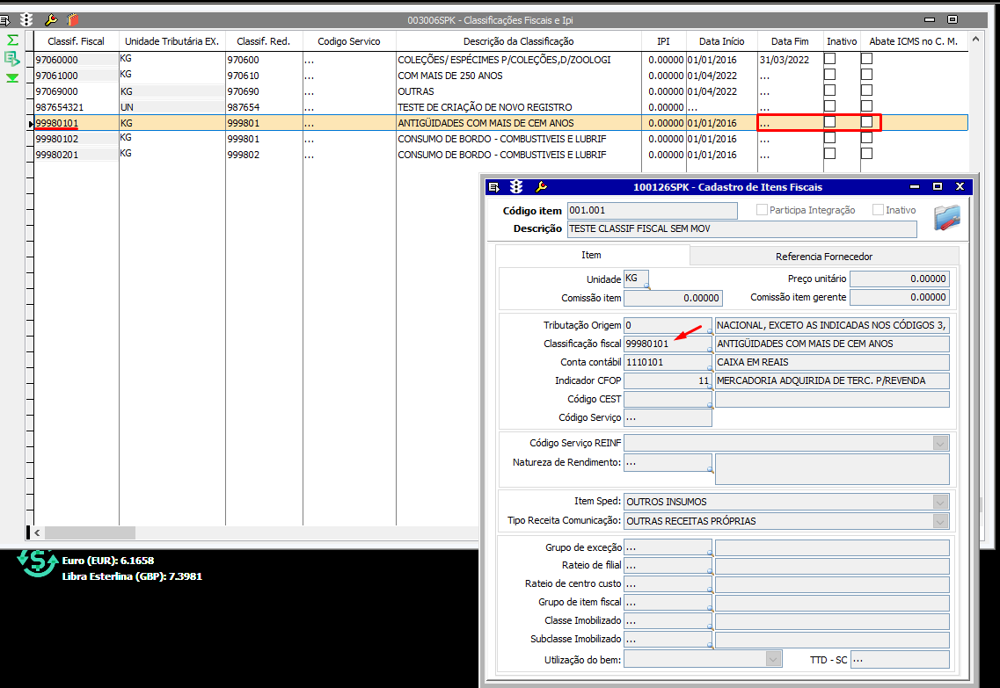 003006SPK - Classificações Fiscais e Ipi
Classif. Fiscal Unidade Tributária EX. Classif. Red. Codigo Servico Descrição da Classificação IPI Data Início Data Fim Inativo Abate ICMS no C. M.
97060000 KG 970600 ... COLEÇÕES/ ESPÉCIMES P/COLEÇÕES,D/ZOOLOGI 0.00000 01/01/2016 31/03/2022
97061000 KG 970610 ... COM MAIS DE 250 ANOS 0.00000 01/04/2022 ...
97069000 KG 970690 ... OUTRAS 0.00000 01/04/2022 ...
987654321 UN 987654 ... TESTE DE CRIAÇÃO DE NOVO REGISTRO 0.00000 ... ...
99980101 KG 999801 ... ANTIGÜIDADES COM MAIS DE CEM ANOS 0.00000 01/01/2016 ...
99980102 KG 999801 ... CONSUMO DE BORDO - COMBUSTIVEIS E LUBRIF 0.00000 01/01/2016 ...
99980201 KG 999802 ... CONSUMO DE BORDO - COMBUSTIVEIS E LUBRIF 0.00000 01/01/2016 ...
100126SPK - Cadastro de Itens Fiscais
Código item 001.001 Participa Integração Inativo
Descrição TESTE CLASSIF FISCAL SEM MOV
Item Referencia Fornecedor
Unidade KG Preço unitário 0.00000
Comissão item 0.00000 Comissão item gerente 0.00000
Tributação Origem 0 NACIONAL, EXCETO AS INDICADAS NOS CÓDIGOS 3,
Classificação fiscal 99980101 ANTIGÜIDADES COM MAIS DE CEM ANOS
Conta contábil 1110101 CAIXA EM REAIS
Indicador CFOP 11 MERCADORIA ADQUIRIDA DE TERC. P/REVENDA
Código CEST
Código Serviço ...
Código Serviço REINF
Natureza de Rendimento: ...
Item Sped: OUTROS INSUMOS
Tipo Receita Comunicação: OUTRAS RECEITAS PRÓPRIAS
Grupo de exceção ...
Rateio de filial ...
Rateio de centro custo ...
Grupo de item fiscal ...
Classe Imobilizado ...
Subclasse Imobilizado ...
Utilização do bem: TTD - SC ...
Euro (EUR): 6.1658
Libra Esterlina (GBP): 7.3981